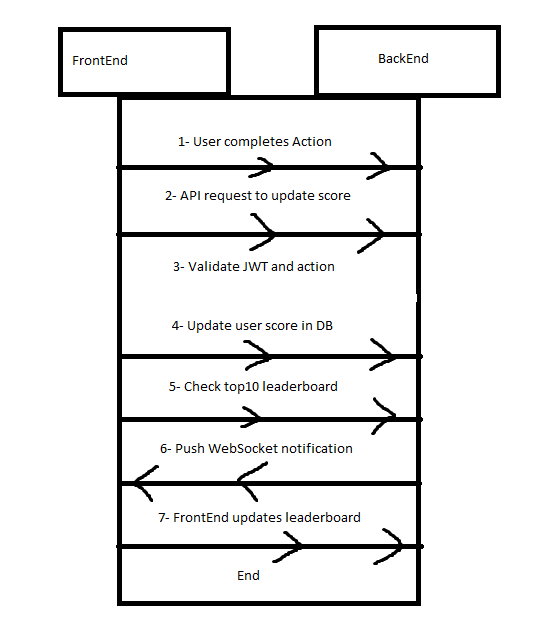 FrontEnd
BackEnd
1- User completes Action
2- API request to update score
3- Validate JWT and action
4- Update user score in DB
5- Check top10 leaderboard
6- Push WebSocket notification
7- FrontEnd updates leaderboard
End